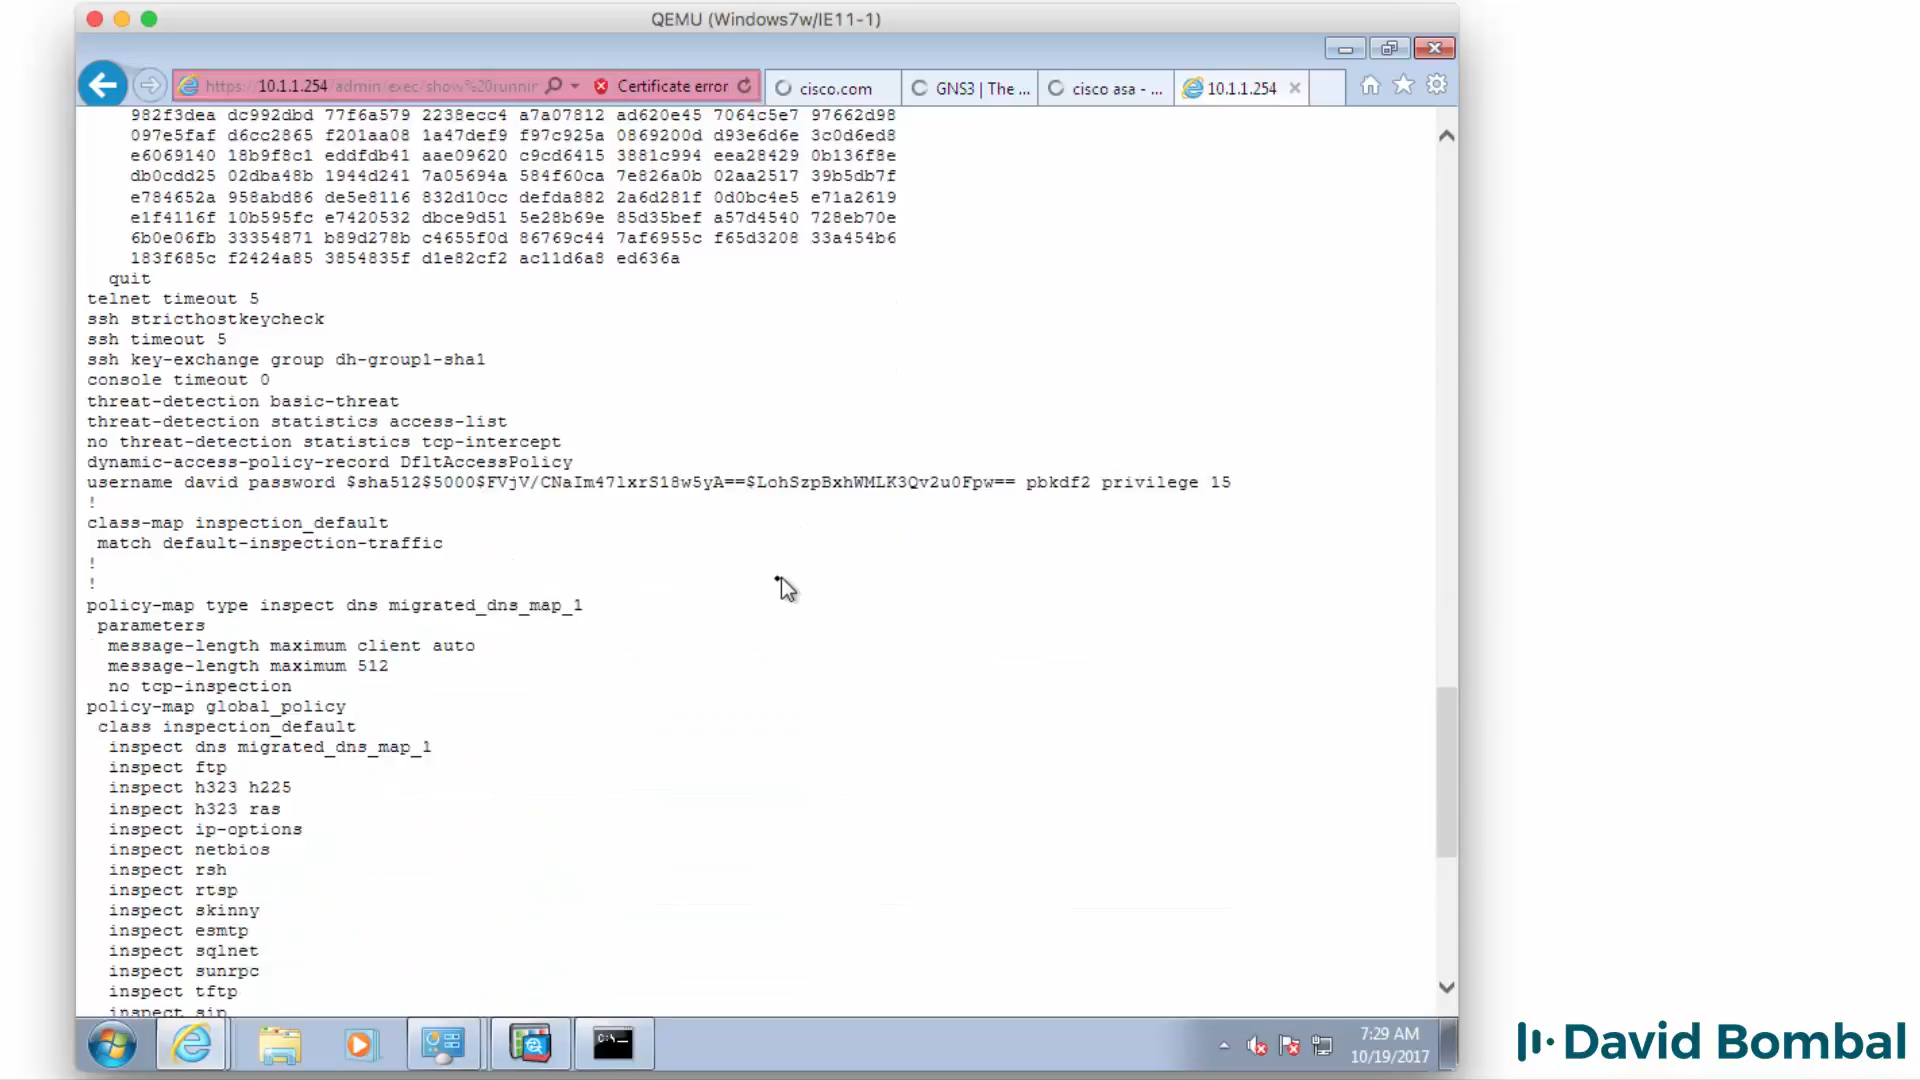 QEMU (Windows7w/IE11-1)
https://10.1.1.254/admin/exec/show%20runnin
Certificate error
cisco.com
GNS3 | The ...
cisco asa - ...
10.1.1.254
982f3dea dc992dbd 77f6a579 2238ecc4 a7a07812 ad620e45 7064c5e7 97662d98
097e5faf d6cc2865 f201aa08 1a47def9 f97c925a 0869200d d93e6d6e 3c0d6ed8
e6069140 18b9f8c1 eddfdb41 aae09620 c9cd6415 3881c994 eea28429 0b136f8e
db0cdd25 02dba48b 1944d241 7a05694a 584f60ca 7e826a0b 02aa2517 39b5db7f
e784652a 958abd86 de5e8116 832d10cc defda882 2a6d281f 0d0bc4e5 e71a2619
e1f4116f 10b595fc e7420532 dbce9d51 5e28b69e 85d35bef a57d4540 728eb70e
6b0e06fb 33354871 b89d278b c4655f0d 86769c44 7af6955c f65d3208 33a454b6
183f685c f2424a85 3854835f d1e82cf2 ac11d6a8 ed636a
quit
telnet timeout 5
ssh stricthostkeycheck
ssh timeout 5
ssh key-exchange group dh-group1-sha1
console timeout 0
threat-detection basic-threat
threat-detection statistics access-list
no threat-detection statistics tcp-intercept
dynamic-access-policy-record DfltAccessPolicy
username david password $sha512$5000$FVjV/CNaIm47lxrS18w5yA==$LohSzpBxhWMLK3Qv2u0Fpw== pbkdf2 privilege 15
!
class-map inspection_default
match default-inspection-traffic
!
!
policy-map type inspect dns migrated_dns_map_1
parameters
message-length maximum client auto
message-length maximum 512
no tcp-inspection
policy-map global_policy
class inspection_default
inspect dns migrated_dns_map_1
inspect ftp
inspect h323 h225
inspect h323 ras
inspect ip-options
inspect netbios
inspect rsh
inspect rtsp
inspect skinny
inspect esmtp
inspect sqlnet
inspect sunrpc
inspect tftp
inspect sip
C:\_
7:29 AM
10/19/2017
David Bombal